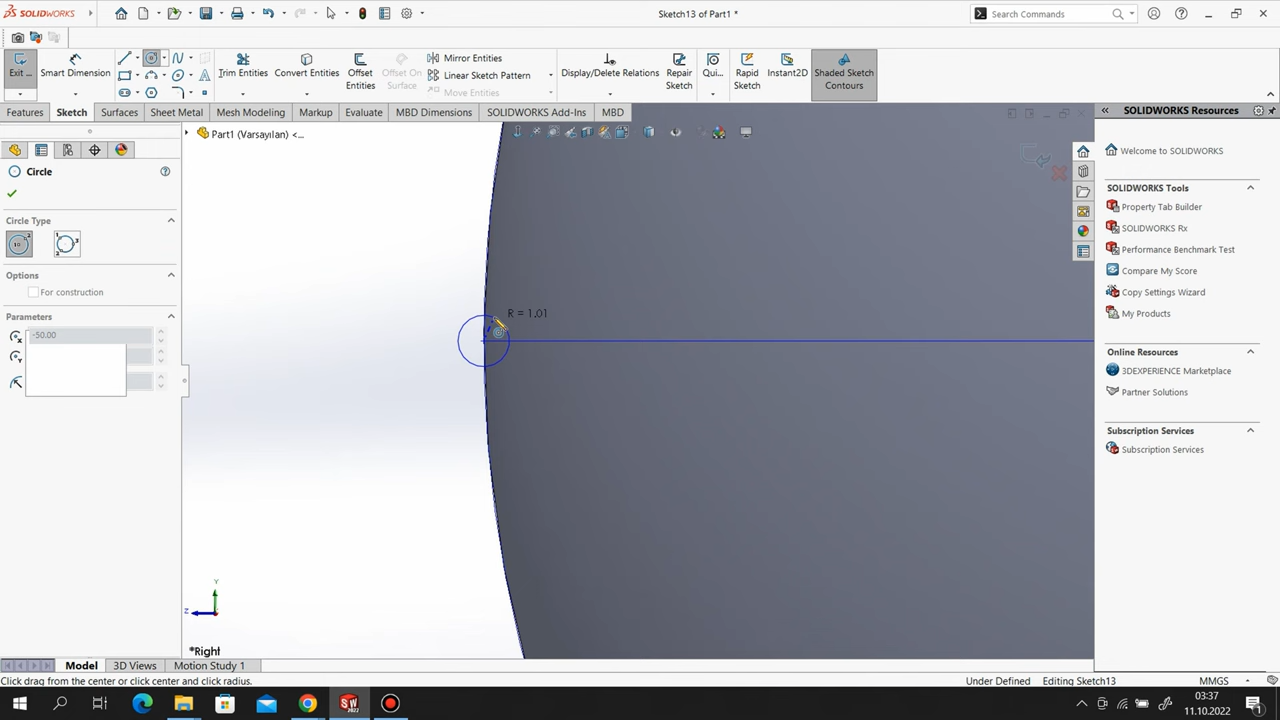 SOLIDWORKS
Sketch13 of Part1 *
Search Commands
Exit ...
Smart Dimension
Trim Entities
Convert Entities
Offset Entities
Offset On Surface
Mirror Entities
Linear Sketch Pattern
Move Entities
Display/Delete Relations
Repair Sketch
Qui...
Rapid Sketch
Instant2D
Shaded Sketch Contours
Features
Sketch
Surfaces
Sheet Metal
Mesh Modeling
Markup
Evaluate
MBD Dimensions
SOLIDWORKS Add-Ins
MBD
SOLIDWORKS Resources
Part1 (Varsayılan) <...
Circle
Circle Type
Options
For construction
Parameters
-50.00
R = 1.01
Y
Z
*Right
Welcome to SOLIDWORKS
SOLIDWORKS Tools
Property Tab Builder
SOLIDWORKS Rx
Performance Benchmark Test
Compare My Score
Copy Settings Wizard
My Products
Online Resources
3DEXPERIENCE Marketplace
Partner Solutions
Subscription Services
Subscription Services
Model
3D Views
Motion Study 1
Click drag from the center or click center and click radius.
Under Defined
Editing Sketch13
MMGS
03:37
11.10.2022